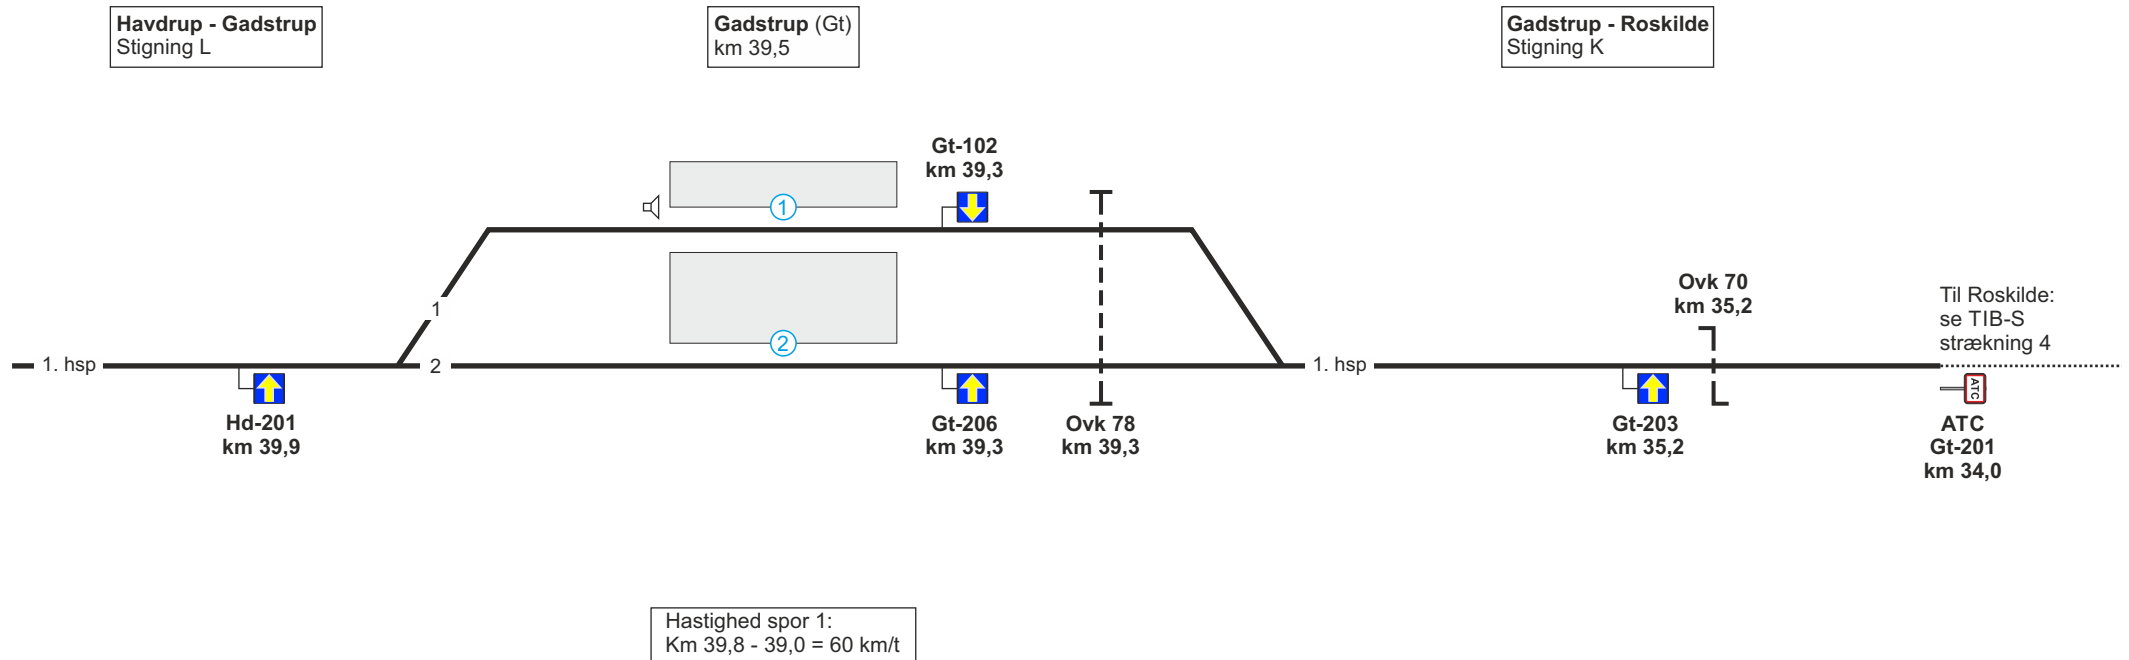 Havdrup - Gadstrup
Stigning L
Gadstrup (Gt)
km 39,5
Gadstrup - Roskilde
Stigning K
Gt-102
km 39,3
1
Ovk 70
km 35,2
Til Roskilde:
se TIB-S
strækning 4
1
2
1. hsp
2
1. hsp
ATC
Hd-201
km 39,9
Gt-206
km 39,3
Ovk 78
km 39,3
Gt-203
km 35,2
ATC
Gt-201
km 34,0
Hastighed spor 1:
Km 39,8 - 39,0 = 60 km/t